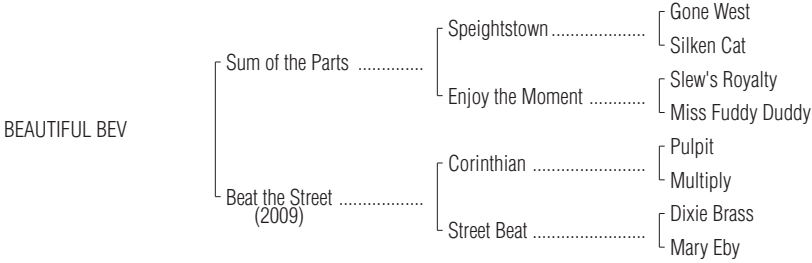 Gone West
Speightstown ....................
Silken Cat
Sum of the Parts ..............
Slew's Royalty
Enjoy the Moment ............
Miss Fuddy Duddy
BEAUTIFUL BEV
Pulpit
Corinthian ........................
Multiply
Beat the Street ..................
(2009)
Dixie Brass
Street Beat ........................
Mary Eby